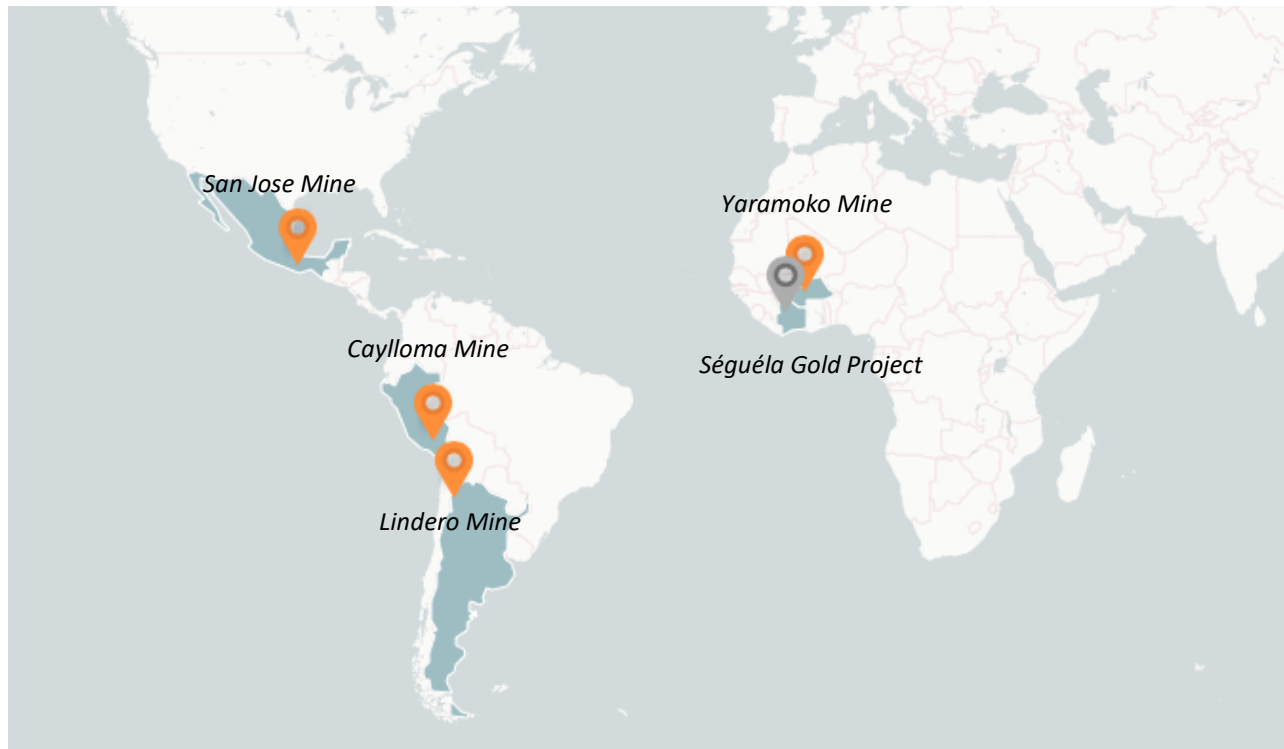 San Jose Mine
Yaramoko Mine
Caylloma Mine
Séguéla Gold Project
Lindero Mine